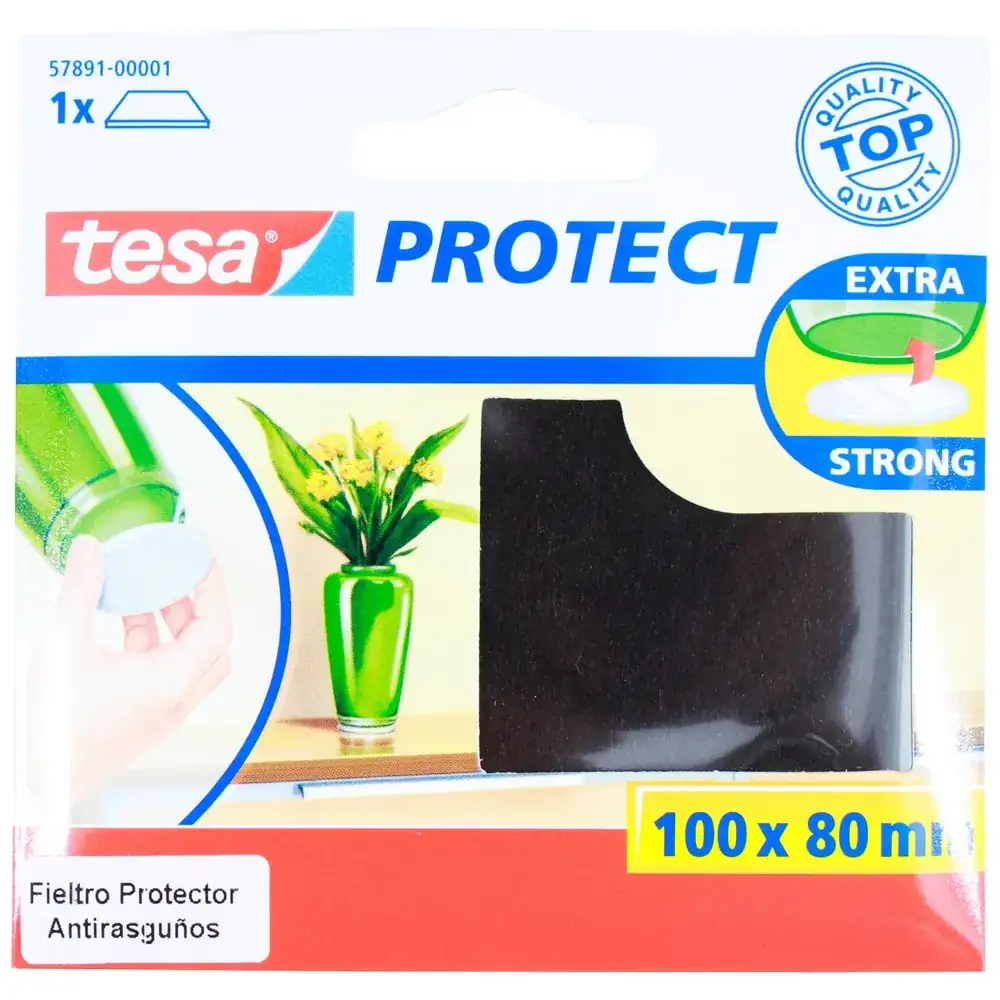 57891-00001
1x
QUALITY
TOP
QUALITY
tesa® PROTECT
EXTRA
STRONG
100 x 80 mm
Fieltro Protector
Antirasguños